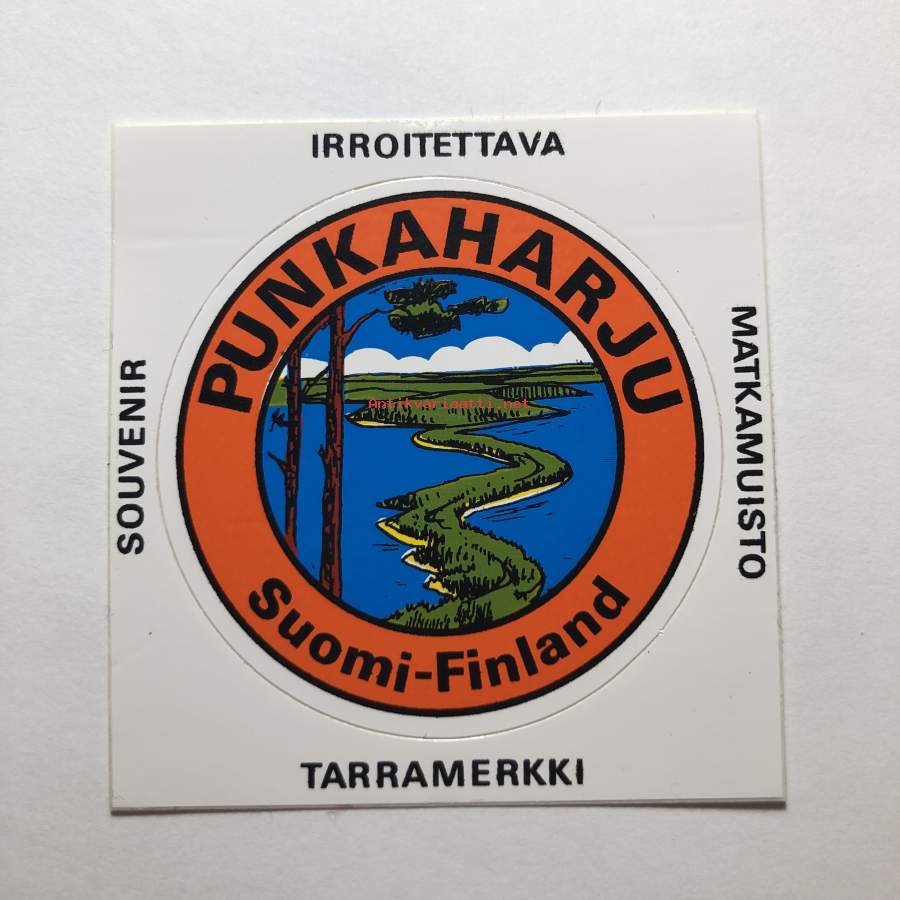 IRROITETTAVA
SOUVENIR
PUNKAHARJU
Antikvariaatti.net
Suomi-Finland
MATKAMUISTO
TARRAMERKKI